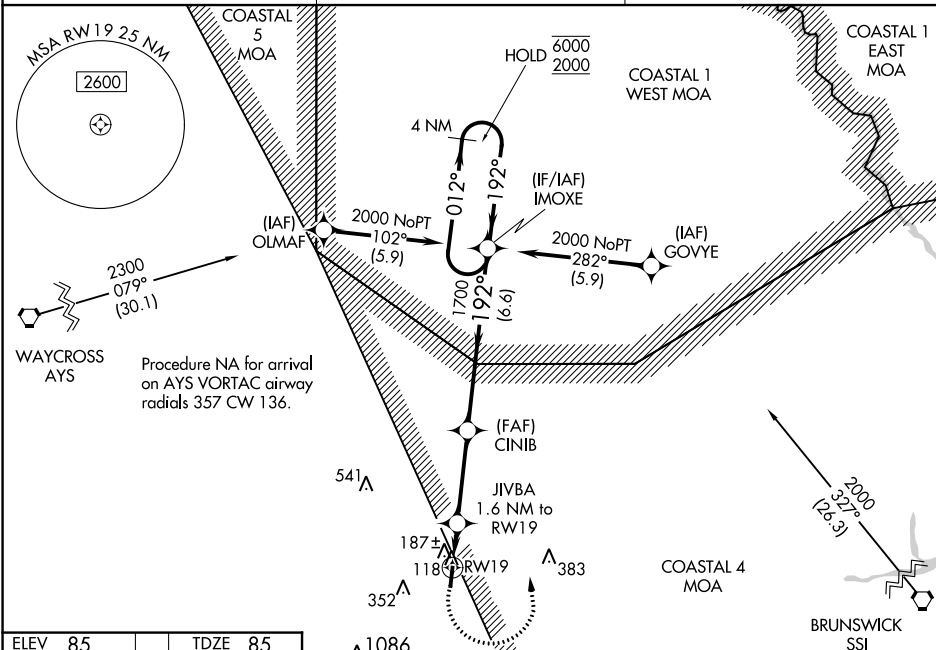 MSA RW 19 25 NM
2600
COASTAL
5
MOA
HOLD
6000
2000
COASTAL 1
WEST MOA
COASTAL 1
EAST
MOA
4 NM
012°
192°
(IF/IAF)
IMOXE
(IAF)
OLMAF
2000 NoPT
102°
(5.9)
2000 NoPT
282°
(5.9)
(IAF)
GOVYE
2300
079°
(30.1)
1700
192°
(6.6)
WAYCROSS
AYS
Procedure NA for arrival
on AYS VORTAC airway
radials 357 CW 136.
(FAF)
CINIB
541
JIVBA
1.6 NM to
RW19
187±
118
RW19
383
352
1086
COASTAL 4
MOA
2000
327°
(26.3)
BRUNSWICK
SSI
ELEV 85
TDZE 85